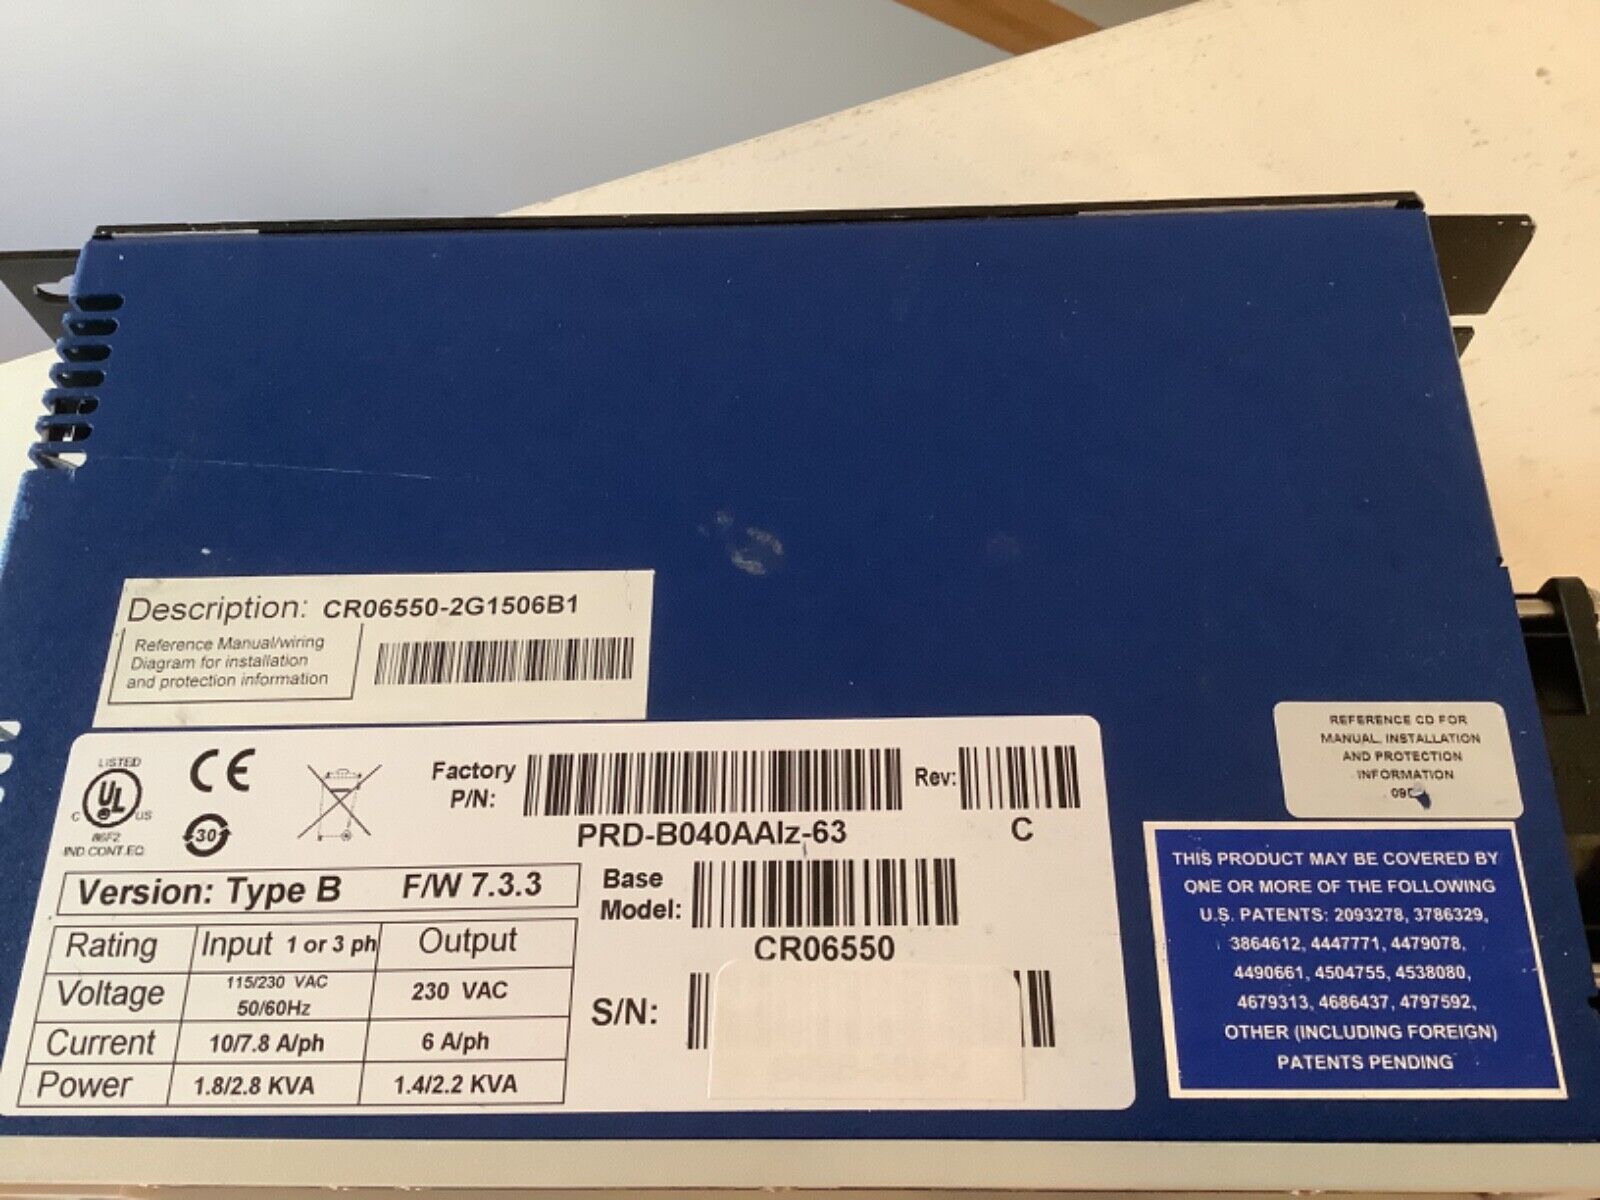 Description: CR06550-2G1506B1
Reference Manual/wiring
Diagram for installation
and protection information
LISTED
UL
C US
86F2
IND.CONT.EQ.
CE
30
Factory
P/N:
PRD-B040AAIz-63
Rev:
C
Version: Type B F/W 7.3.3
Base
Model:
CR06550
Rating Input 1 or 3 ph Output
Voltage 115/230 VAC
50/60Hz 230 VAC
Current 10/7.8 A/ph 6 A/ph
Power 1.8/2.8 KVA 1.4/2.2 KVA
S/N:
REFERENCE CD FOR
MANUAL, INSTALLATION
AND PROTECTION
INFORMATION
THIS PRODUCT MAY BE COVERED BY
ONE OR MORE OF THE FOLLOWING
U.S. PATENTS: 2093278, 3786329,
3864612, 4447771, 4479078,
4490661, 4504755, 4538080,
4679313, 4686437, 4797592,
OTHER (INCLUDING FOREIGN)
PATENTS PENDING